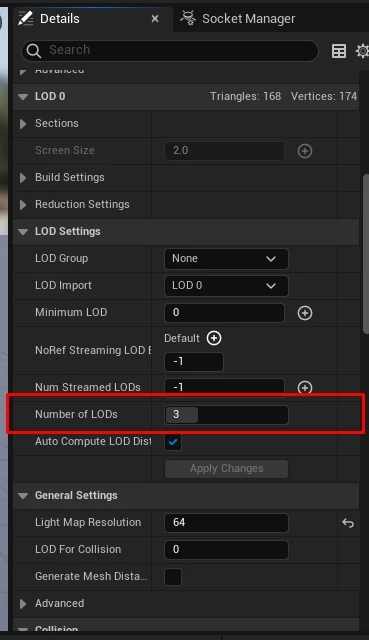 Details × Socket Manager
Search
Advanced
LOD 0 Triangles: 168 Vertices: 174
Sections
Screen Size 2.0
Build Settings
Reduction Settings
LOD Settings
LOD Group None
LOD Import LOD 0
Minimum LOD 0
Default
NoRef Streaming LOD
-1
Num Streamed LODs -1
Number of LODs 3
Auto Compute LOD Dist
Apply Changes
General Settings
Light Map Resolution 64
LOD For Collision 0
Generate Mesh Dista...
Advanced
Collision